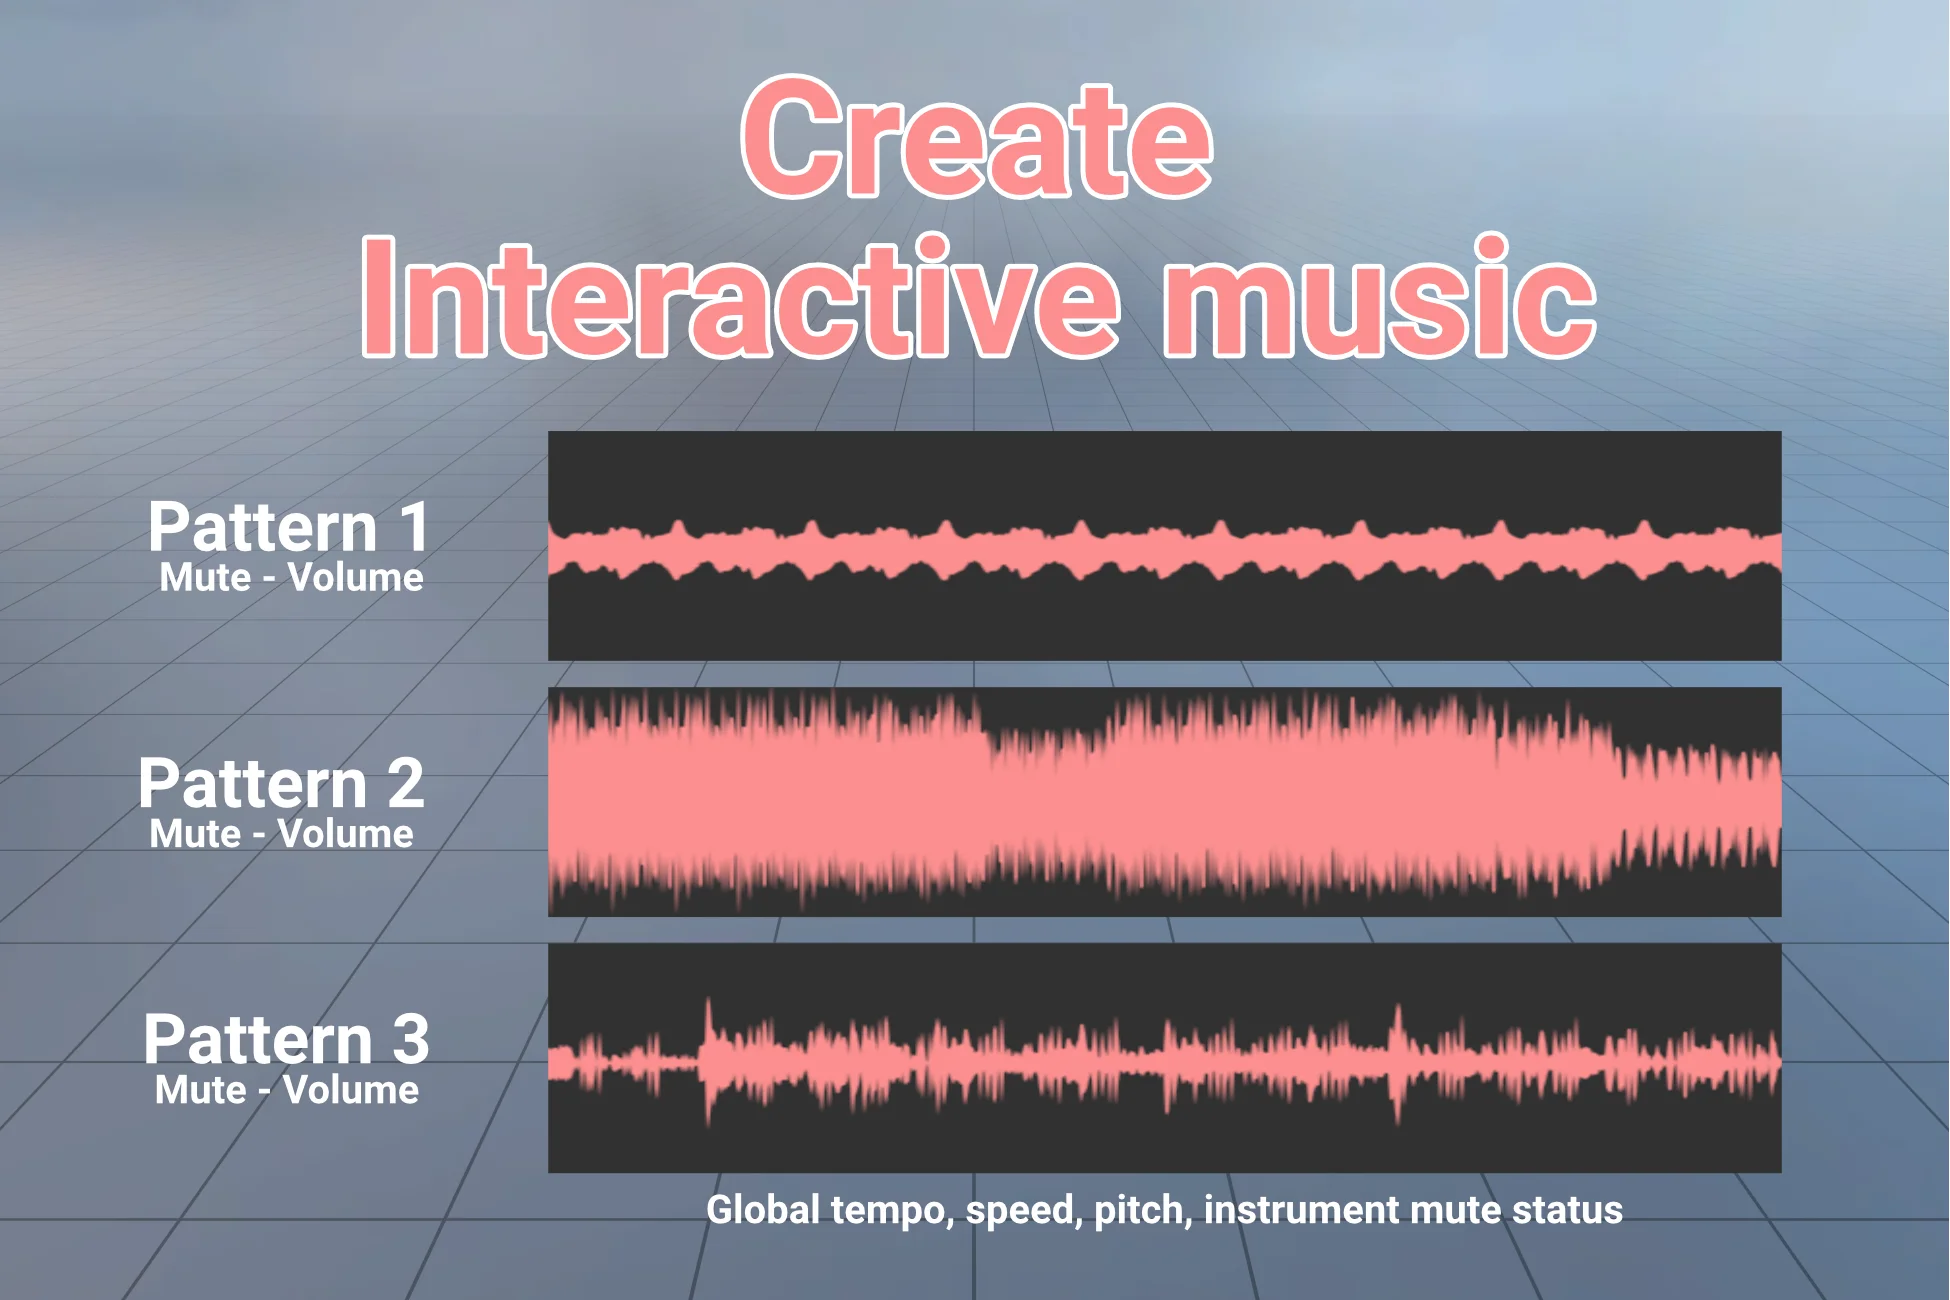 Create
Interactive music
Pattern 1
Mute - Volume
Pattern 2
Mute - Volume
Pattern 3
Mute - Volume
Global tempo, speed, pitch, instrument mute status